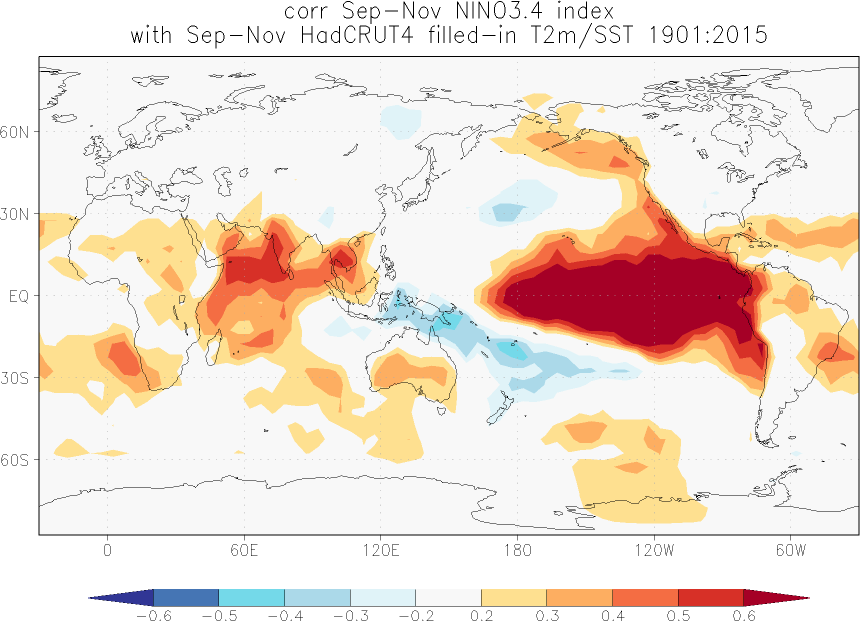 corr Sep-Nov NINO3.4 index
with Sep-Nov HadCRUT4 filled-in T2m/SST 1901:2015
60N
30N
EQ
30S
60S
0 60E 120E 180 120W 60W
-0.6 -0.5 -0.4 -0.3 -0.2 0.2 0.3 0.4 0.5 0.6